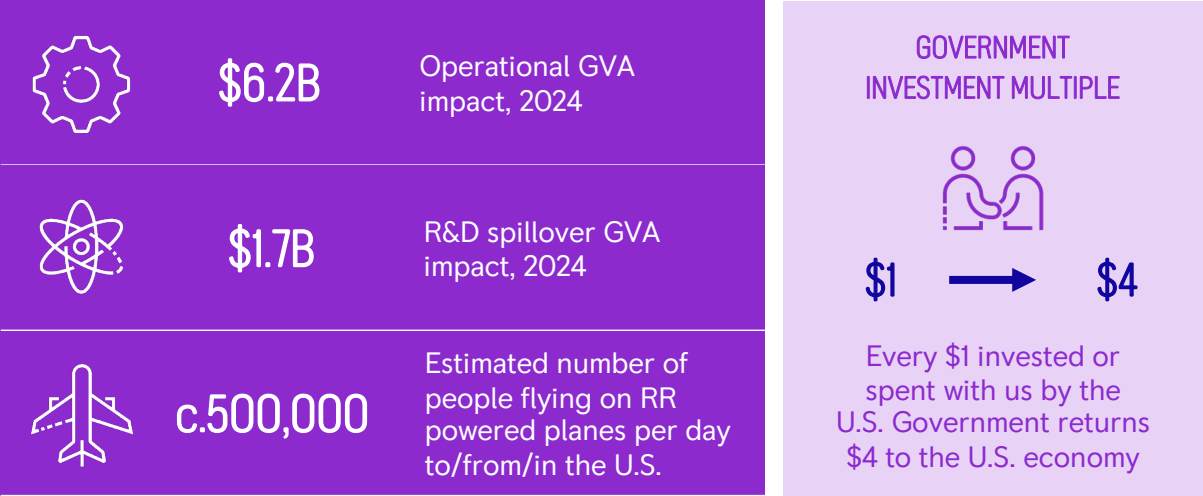 $6.2B
Operational GVA
impact, 2024
$1.7B
R&D spillover GVA
impact, 2024
c.500,000
Estimated number of
people flying on RR
powered planes per day
to/from/in the U.S.
GOVERNMENT
INVESTMENT MULTIPLE
$1
$4
Every $1 invested or
spent with us by the
U.S. Government returns
$4 to the U.S. economy